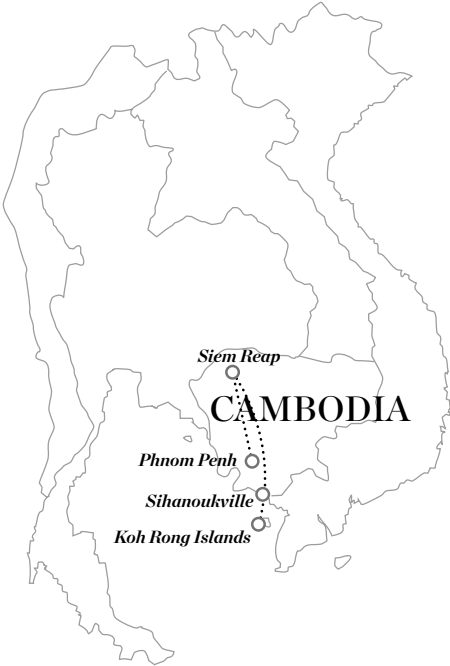 Siem Reap
CAMBODIA
Phnom Penh
Sihanoukville
Koh Rong Islands